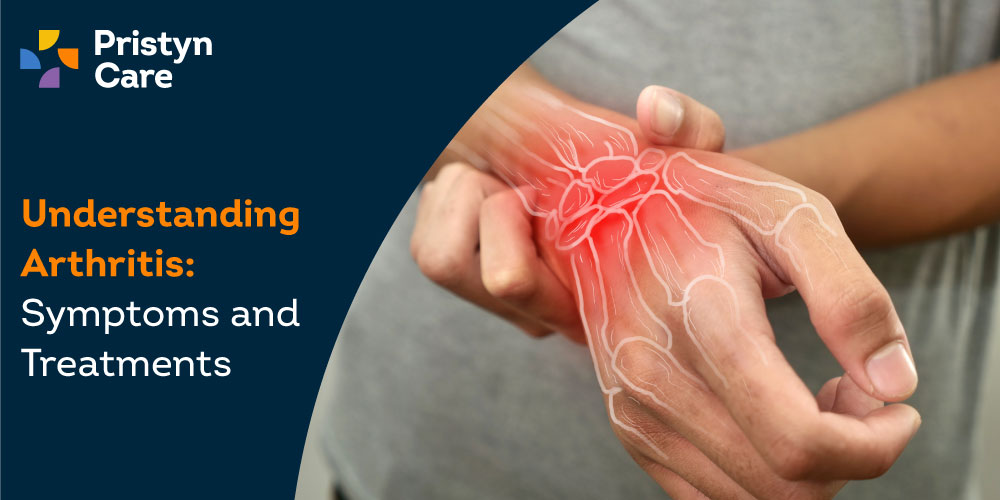 Pristyn
Care
Understanding
Arthritis:
Symptoms and
Treatments